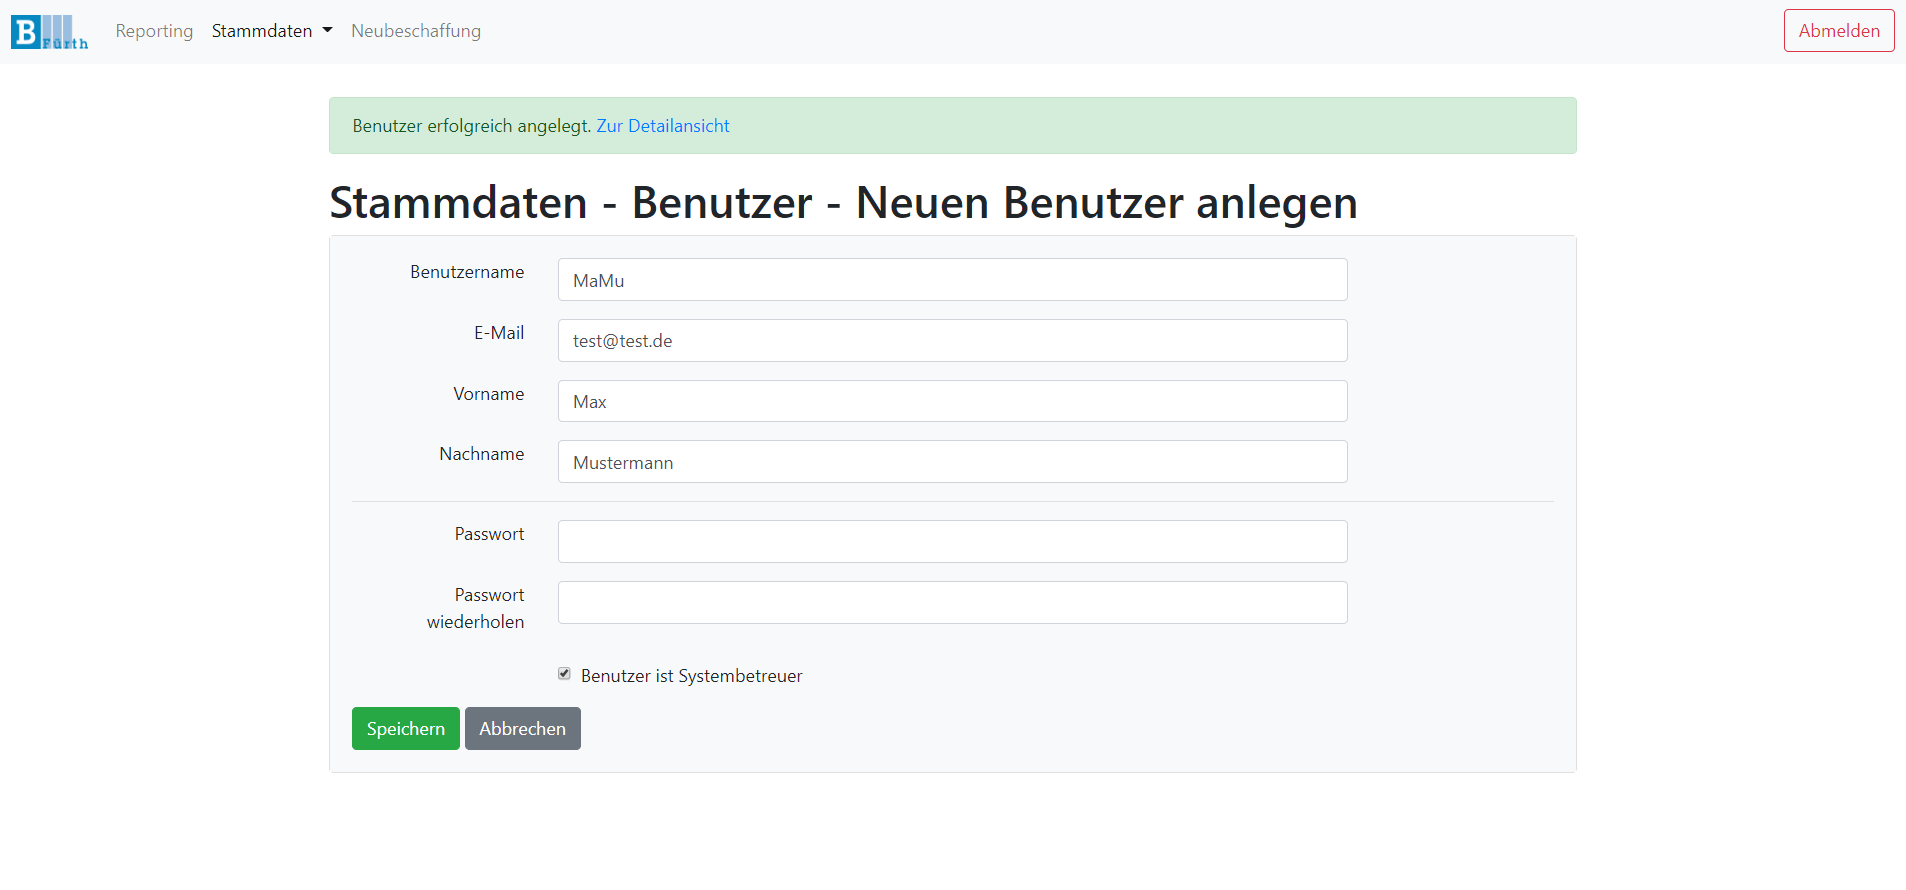 B Fürth
Reporting Stammdaten Neubeschaffung Abmelden
Benutzer erfolgreich angelegt. Zur Detailansicht
Stammdaten - Benutzer - Neuen Benutzer anlegen
Benutzername MaMu
E-Mail test@test.de
Vorname Max
Nachname Mustermann
Passwort
Passwort
wiederholen
Benutzer ist Systembetreuer
Speichern Abbrechen